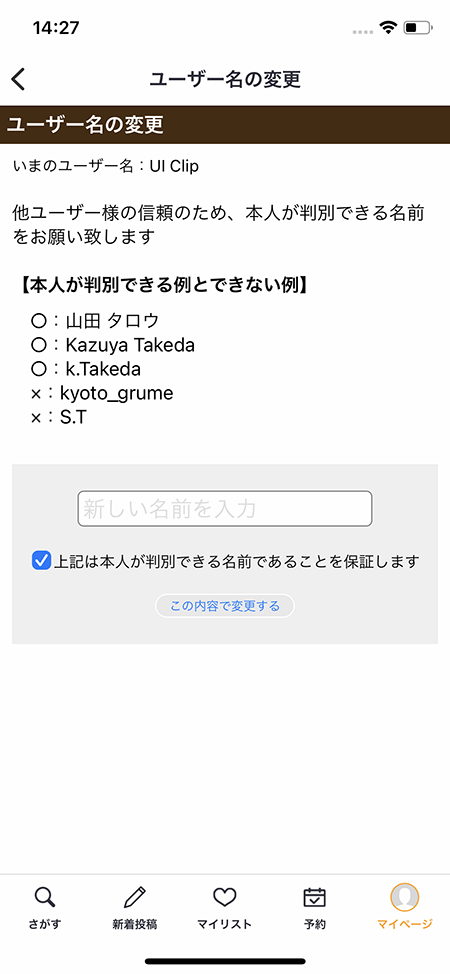 14:27
ユーザー名の変更
ユーザー名の変更
いまのユーザー名：UI Clip
他ユーザー様の信頼のため、本人が判別できる名前
をお願い致します
【本人が判別できる例とできない例】
○：山田 タロウ
○：Kazuya Takeda
○：k.Takeda
×：kyoto_grume
×：S.T
新しい名前を入力
上記は本人が判別できる名前であることを保証します
この内容で変更する
さがす
新着投稿
マイリスト
予約
マイページ